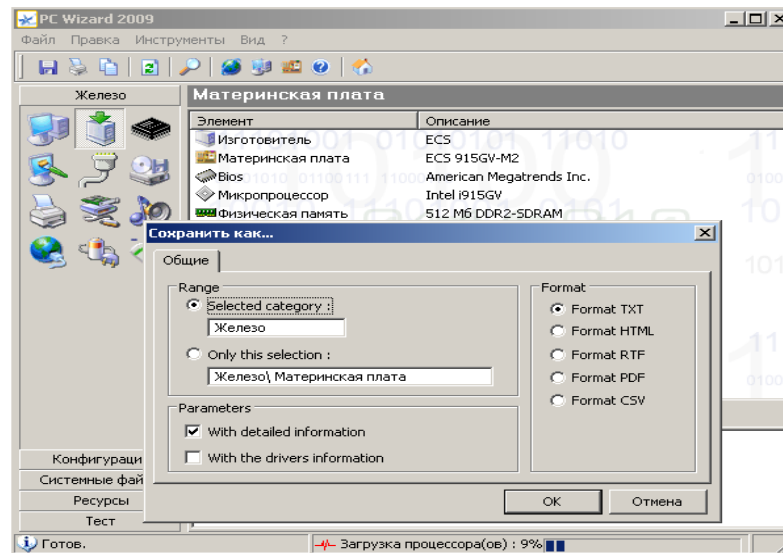 PC Wizard 2009
Файл Правка Инструменты Вид ?
Железо
Материнская плата
Элемент Описание
Изготовитель ECS
Материнская плата ECS 915GV-M2
Bios American Megatrends Inc.
Микропроцессор Intel i915GV
Физическая память 512 Мб DDR2-SDRAM
Сохранить как...
Общие
Range
Selected category :
Железо
Only this selection :
Железо\ Материнская плата
Parameters
With detailed information
With the drivers information
Format
Format TXT
Format HTML
Format RTF
Format PDF
Format CSV
OK Отмена
Конфигураци
Системные фай
Ресурсы
Тест
Готов.
Загрузка процессора(ов) : 9%